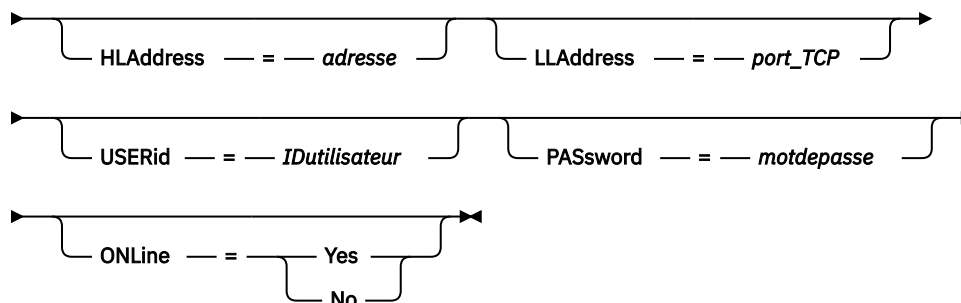 HLAddress = adresse LLAddress = port_TCP
USERid = IDutilisateur PASsword = motdepasse
ONLine = Yes
No